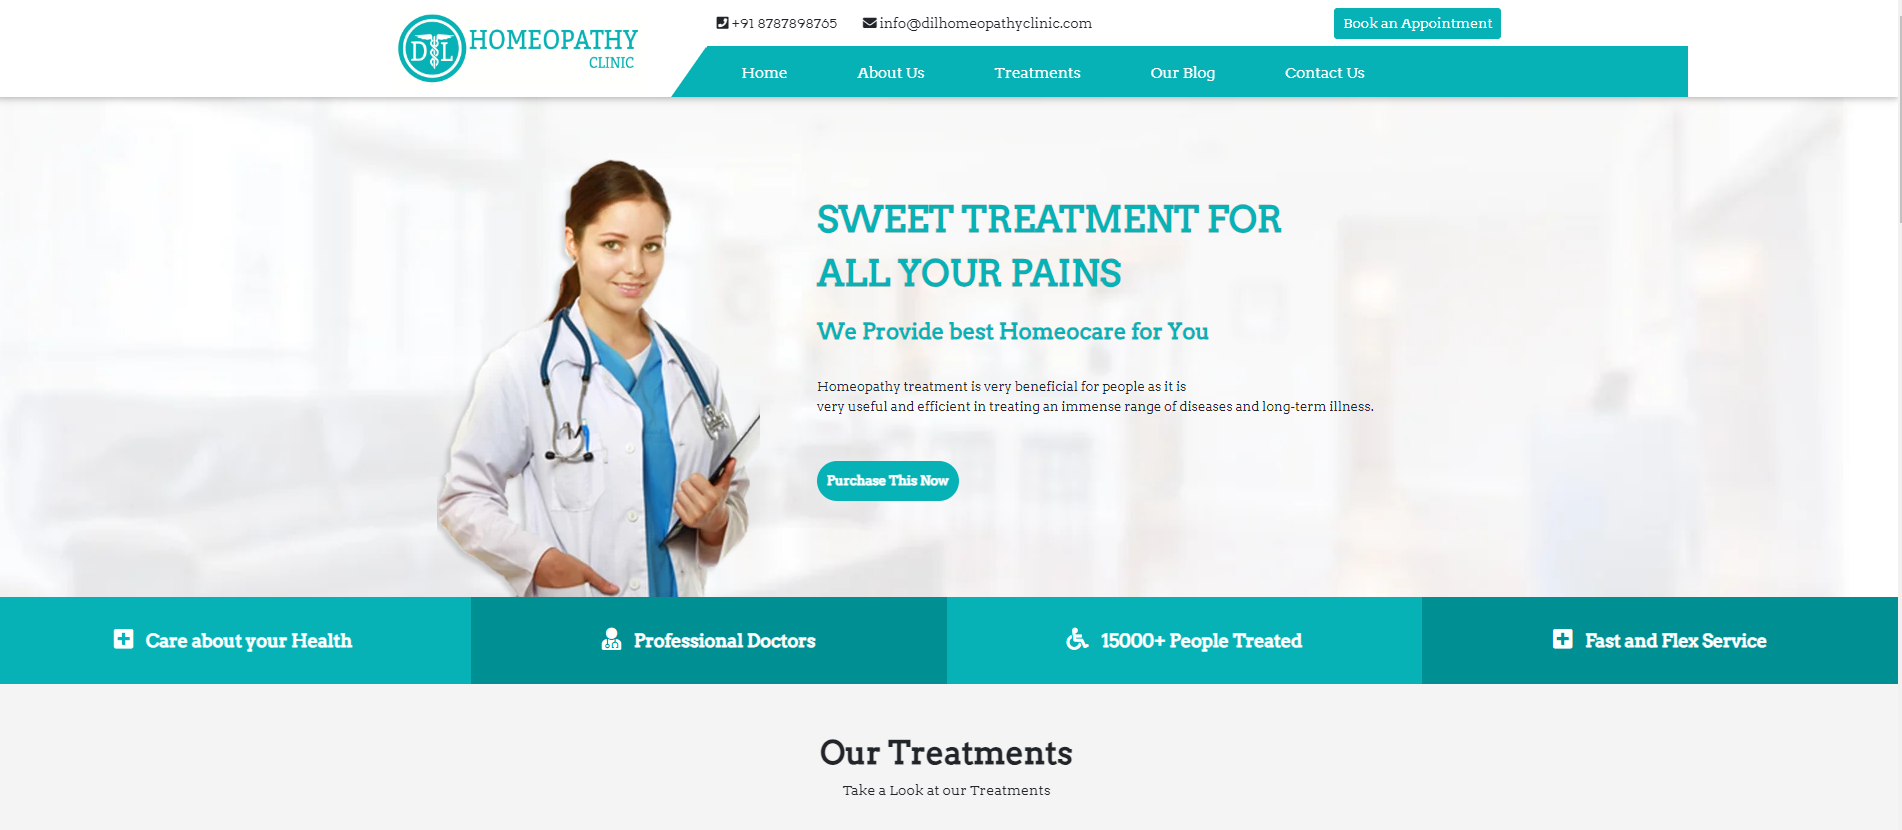 DL
HOMEOPATHY
CLINIC
+91 8787898765
info@dilhomeopathyclinic.com
Book an Appointment
Home
About Us
Treatments
Our Blog
Contact Us
SWEET TREATMENT FOR
ALL YOUR PAINS
We Provide best Homeocare for You
Homeopathy treatment is very beneficial for people as it is
very useful and efficient in treating an immense range of diseases and long-term illness.
Purchase This Now
Care about your Health
Professional Doctors
15000+ People Treated
Fast and Flex Service
Our Treatments
Take a Look at our Treatments